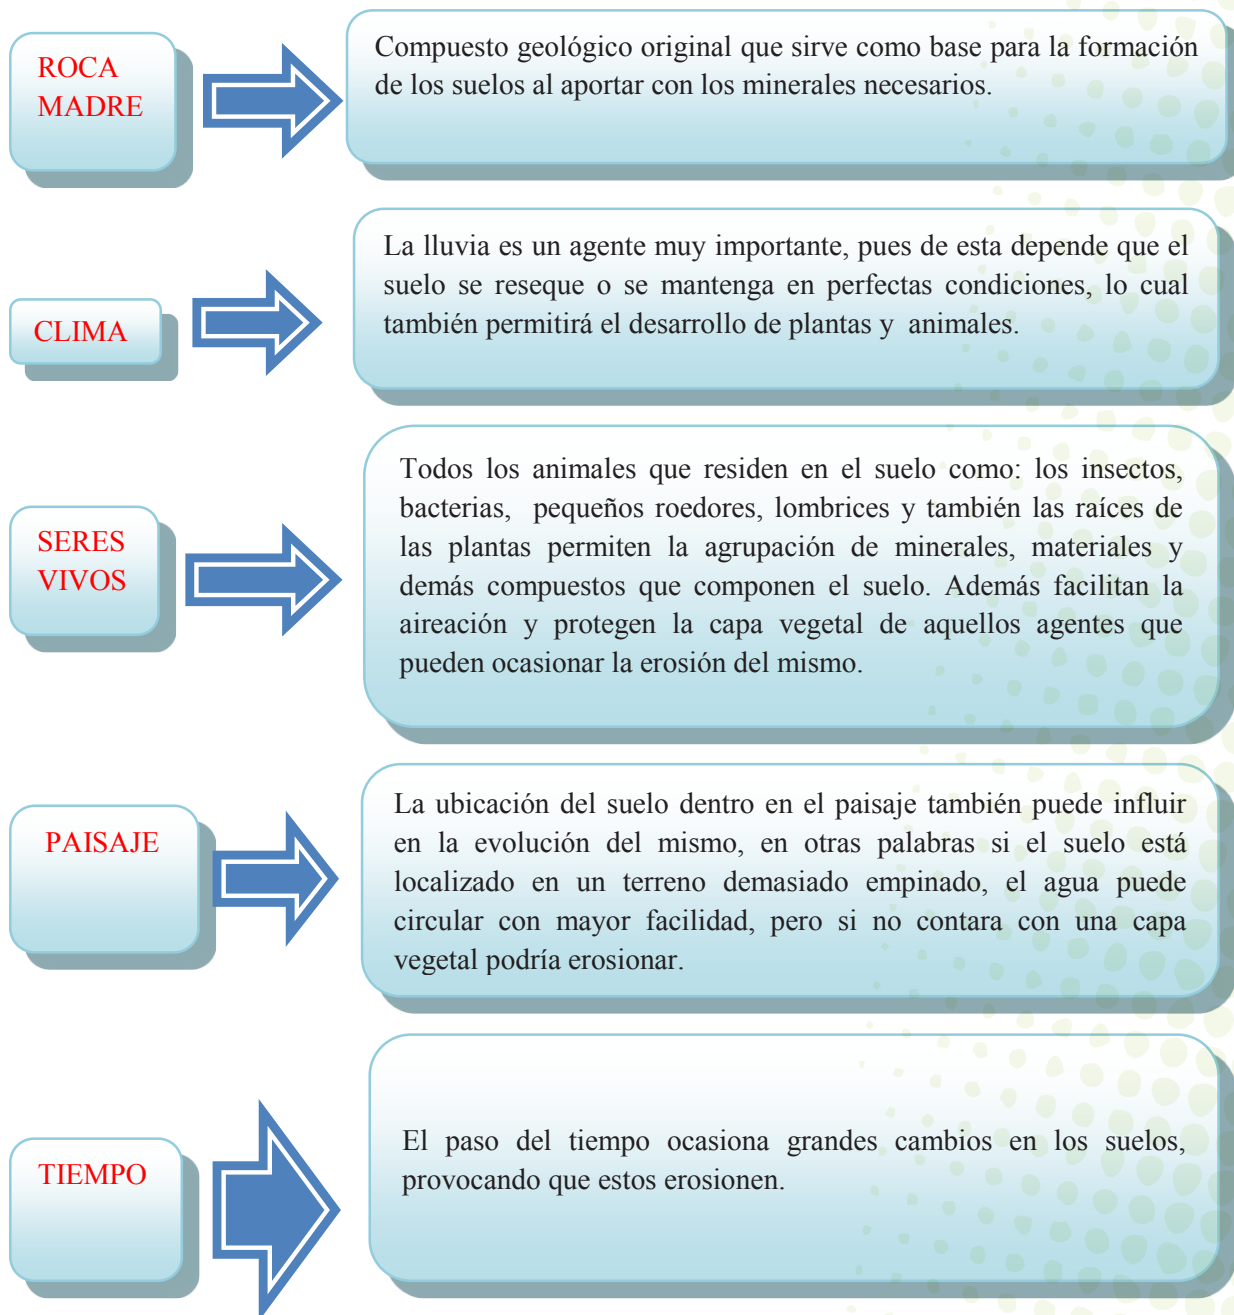 ROCA
MADRE
Compuesto geológico original que sirve como base para la formación
de los suelos al aportar con los minerales necesarios.
CLIMA
La lluvia es un agente muy importante, pues de esta depende que el
suelo se reseque o se mantenga en perfectas condiciones, lo cual
también permitirá el desarrollo de plantas y animales.
SERES
VIVOS
Todos los animales que residen en el suelo como: los insectos,
bacterias, pequeños roedores, lombrices y también las raíces de
las plantas permiten la agrupación de minerales, materiales y
demás compuestos que componen el suelo. Además facilitan la
aireación y protegen la capa vegetal de aquellos agentes que
pueden ocasionar la erosión del mismo.
PAISAJE
La ubicación del suelo dentro en el paisaje también puede influir
en la evolución del mismo, en otras palabras si el suelo está
localizado en un terreno demasiado empinado, el agua puede
circular con mayor facilidad, pero si no contara con una capa
vegetal podría erosionar.
TIEMPO
El paso del tiempo ocasiona grandes cambios en los suelos,
provocando que estos erosionen.